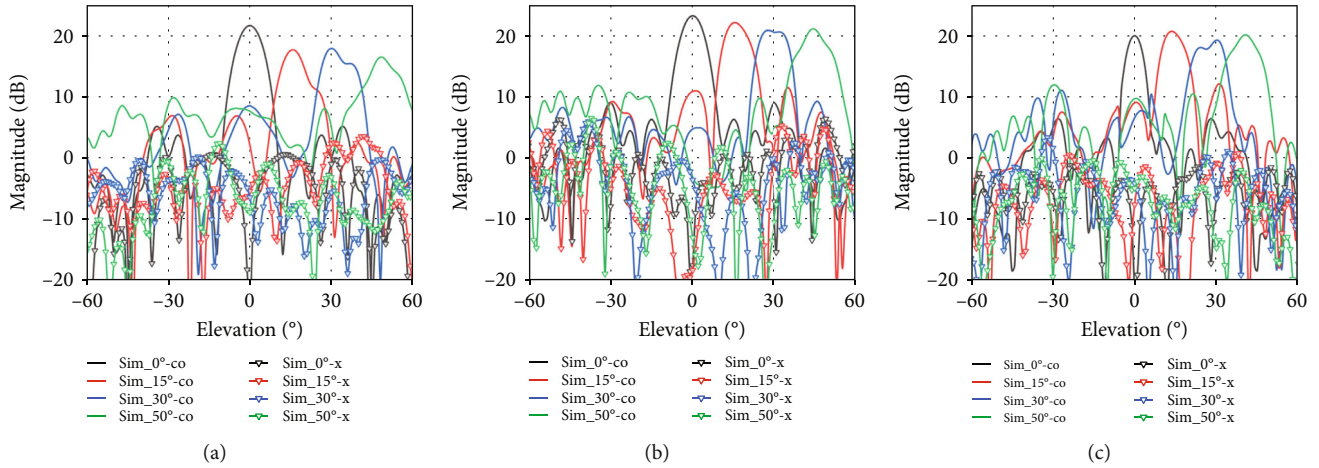 Magnitude (dB)
20
10
0
−10
−20
−60
−30
0
30
60
Elevation (°)
Sim_0°-co
Sim_15°-co
Sim_30°-co
Sim_50°-co
Sim_0°-x
Sim_15°-x
Sim_30°-x
Sim_50°-x
(a)
Magnitude (dB)
20
10
0
−10
−20
−60
−30
0
30
60
Elevation (°)
Sim_0°-co
Sim_15°-co
Sim_30°-co
Sim_50°-co
Sim_0°-x
Sim_15°-x
Sim_30°-x
Sim_50°-x
(b)
Magnitude (dB)
20
10
0
−10
−20
−60
−30
0
30
60
Elevation (°)
Sim_0°-co
Sim_15°-co
Sim_30°-co
Sim_50°-co
Sim_0°-x
Sim_15°-x
Sim_30°-x
Sim_50°-x
(c)